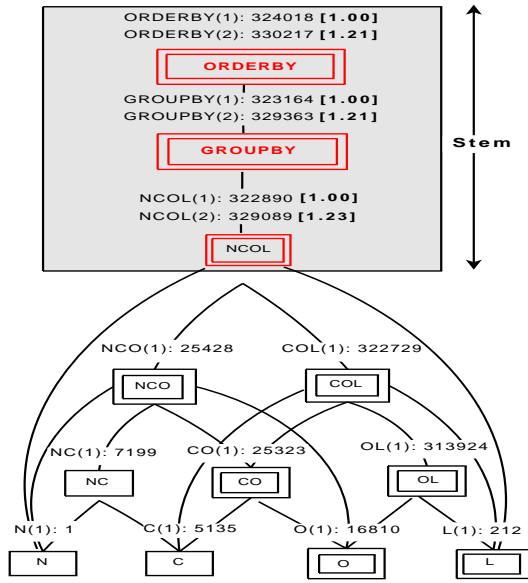 ORDERBY(1): 324018 [1.00]
ORDERBY(2): 330217 [1.21]
ORDERBY
GROUPBY(1): 323164 [1.00]
GROUPBY(2): 329363 [1.21]
Stem
GROUPBY
NCOL(1): 322890 [1.00]
NCOL(2): 329089 [1.23]
NCOL
NCO(1): 25428 COL(1): 322729
NCO COL
NC(1): 7199 CO(1): 25323 OL(1): 313924
NC CO OL
N(1): 1 C(1): 5135 O(1): 16810 L(1): 212
N C O L